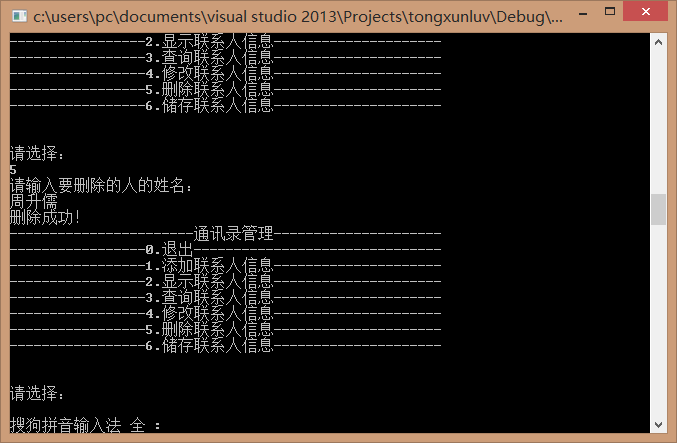 c:\users\pc\documents\visual studio 2013\Projects\tongxunluv\Debug\...
-----------------2.显示联系人信息---------------------
-----------------3.查询联系人信息---------------------
-----------------4.修改联系人信息---------------------
-----------------5.删除联系人信息---------------------
-----------------6.储存联系人信息---------------------
请选择:
5
请输入要删除的人的姓名:
周升儒
删除成功!
-----------------------通讯录管理---------------------
-----------------0.退出-------------------------------
-----------------1.添加联系人信息---------------------
-----------------2.显示联系人信息---------------------
-----------------3.查询联系人信息---------------------
-----------------4.修改联系人信息---------------------
-----------------5.删除联系人信息---------------------
-----------------6.储存联系人信息---------------------
请选择:
搜狗拼音输入法 全 :